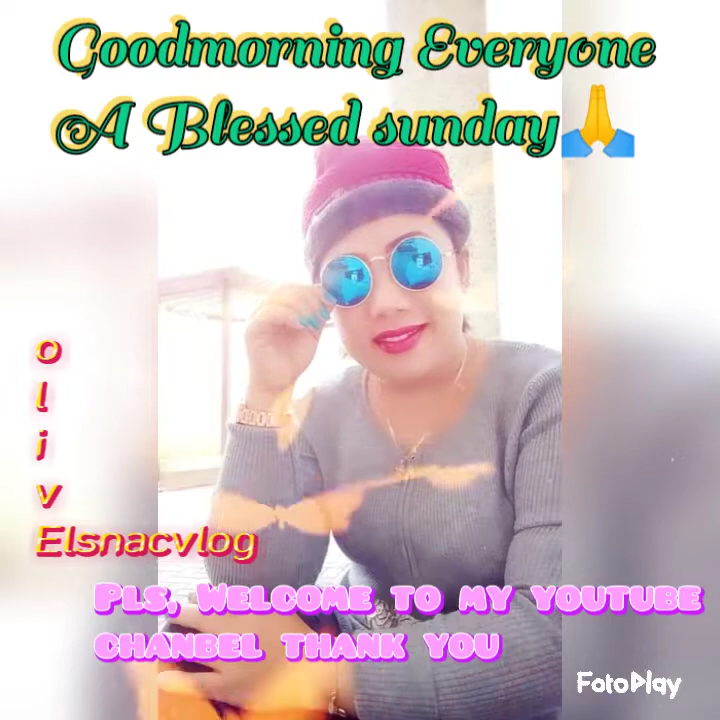 Goodmorning Everyone
A Blessed sunday🙏
o
l
i
v
Elsnacvlog
Pls, Welcome to my youtube
chanbel thank you
FotoPlay